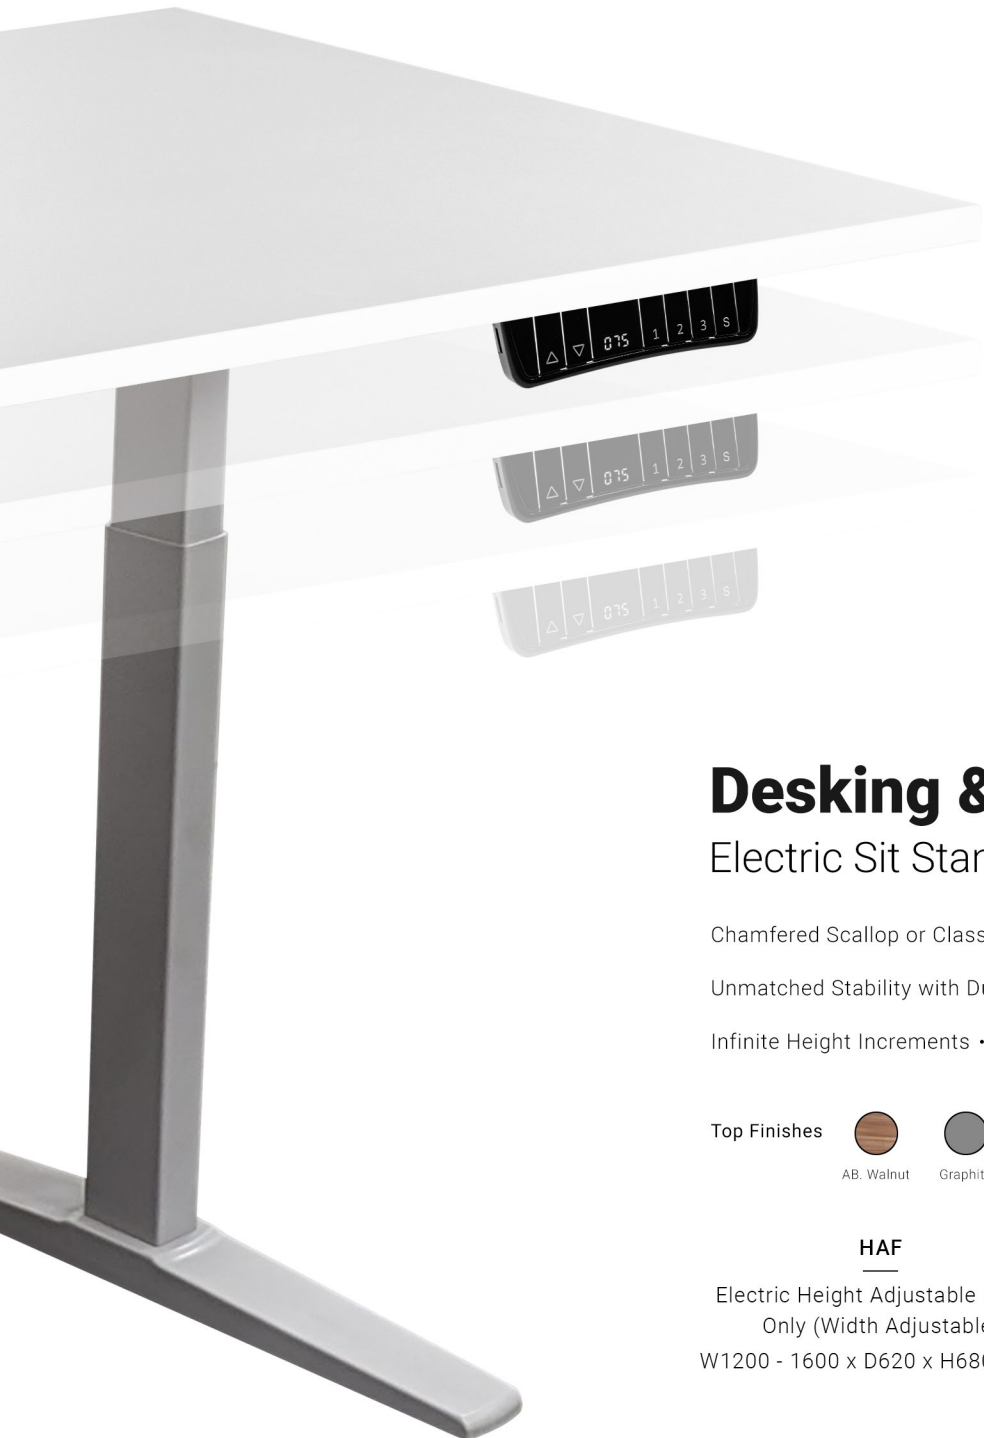 075 1 2 3 S
075 1 2 3 S
075 1 2 3 S
Desking &
Electric Sit Stan
Chamfered Scallop or Class
Unmatched Stability with Du
Infinite Height Increments •
Top Finishes
AB. Walnut Graphit
HAF
Electric Height Adjustable
Only (Width Adjustable
W1200 - 1600 x D620 x H680